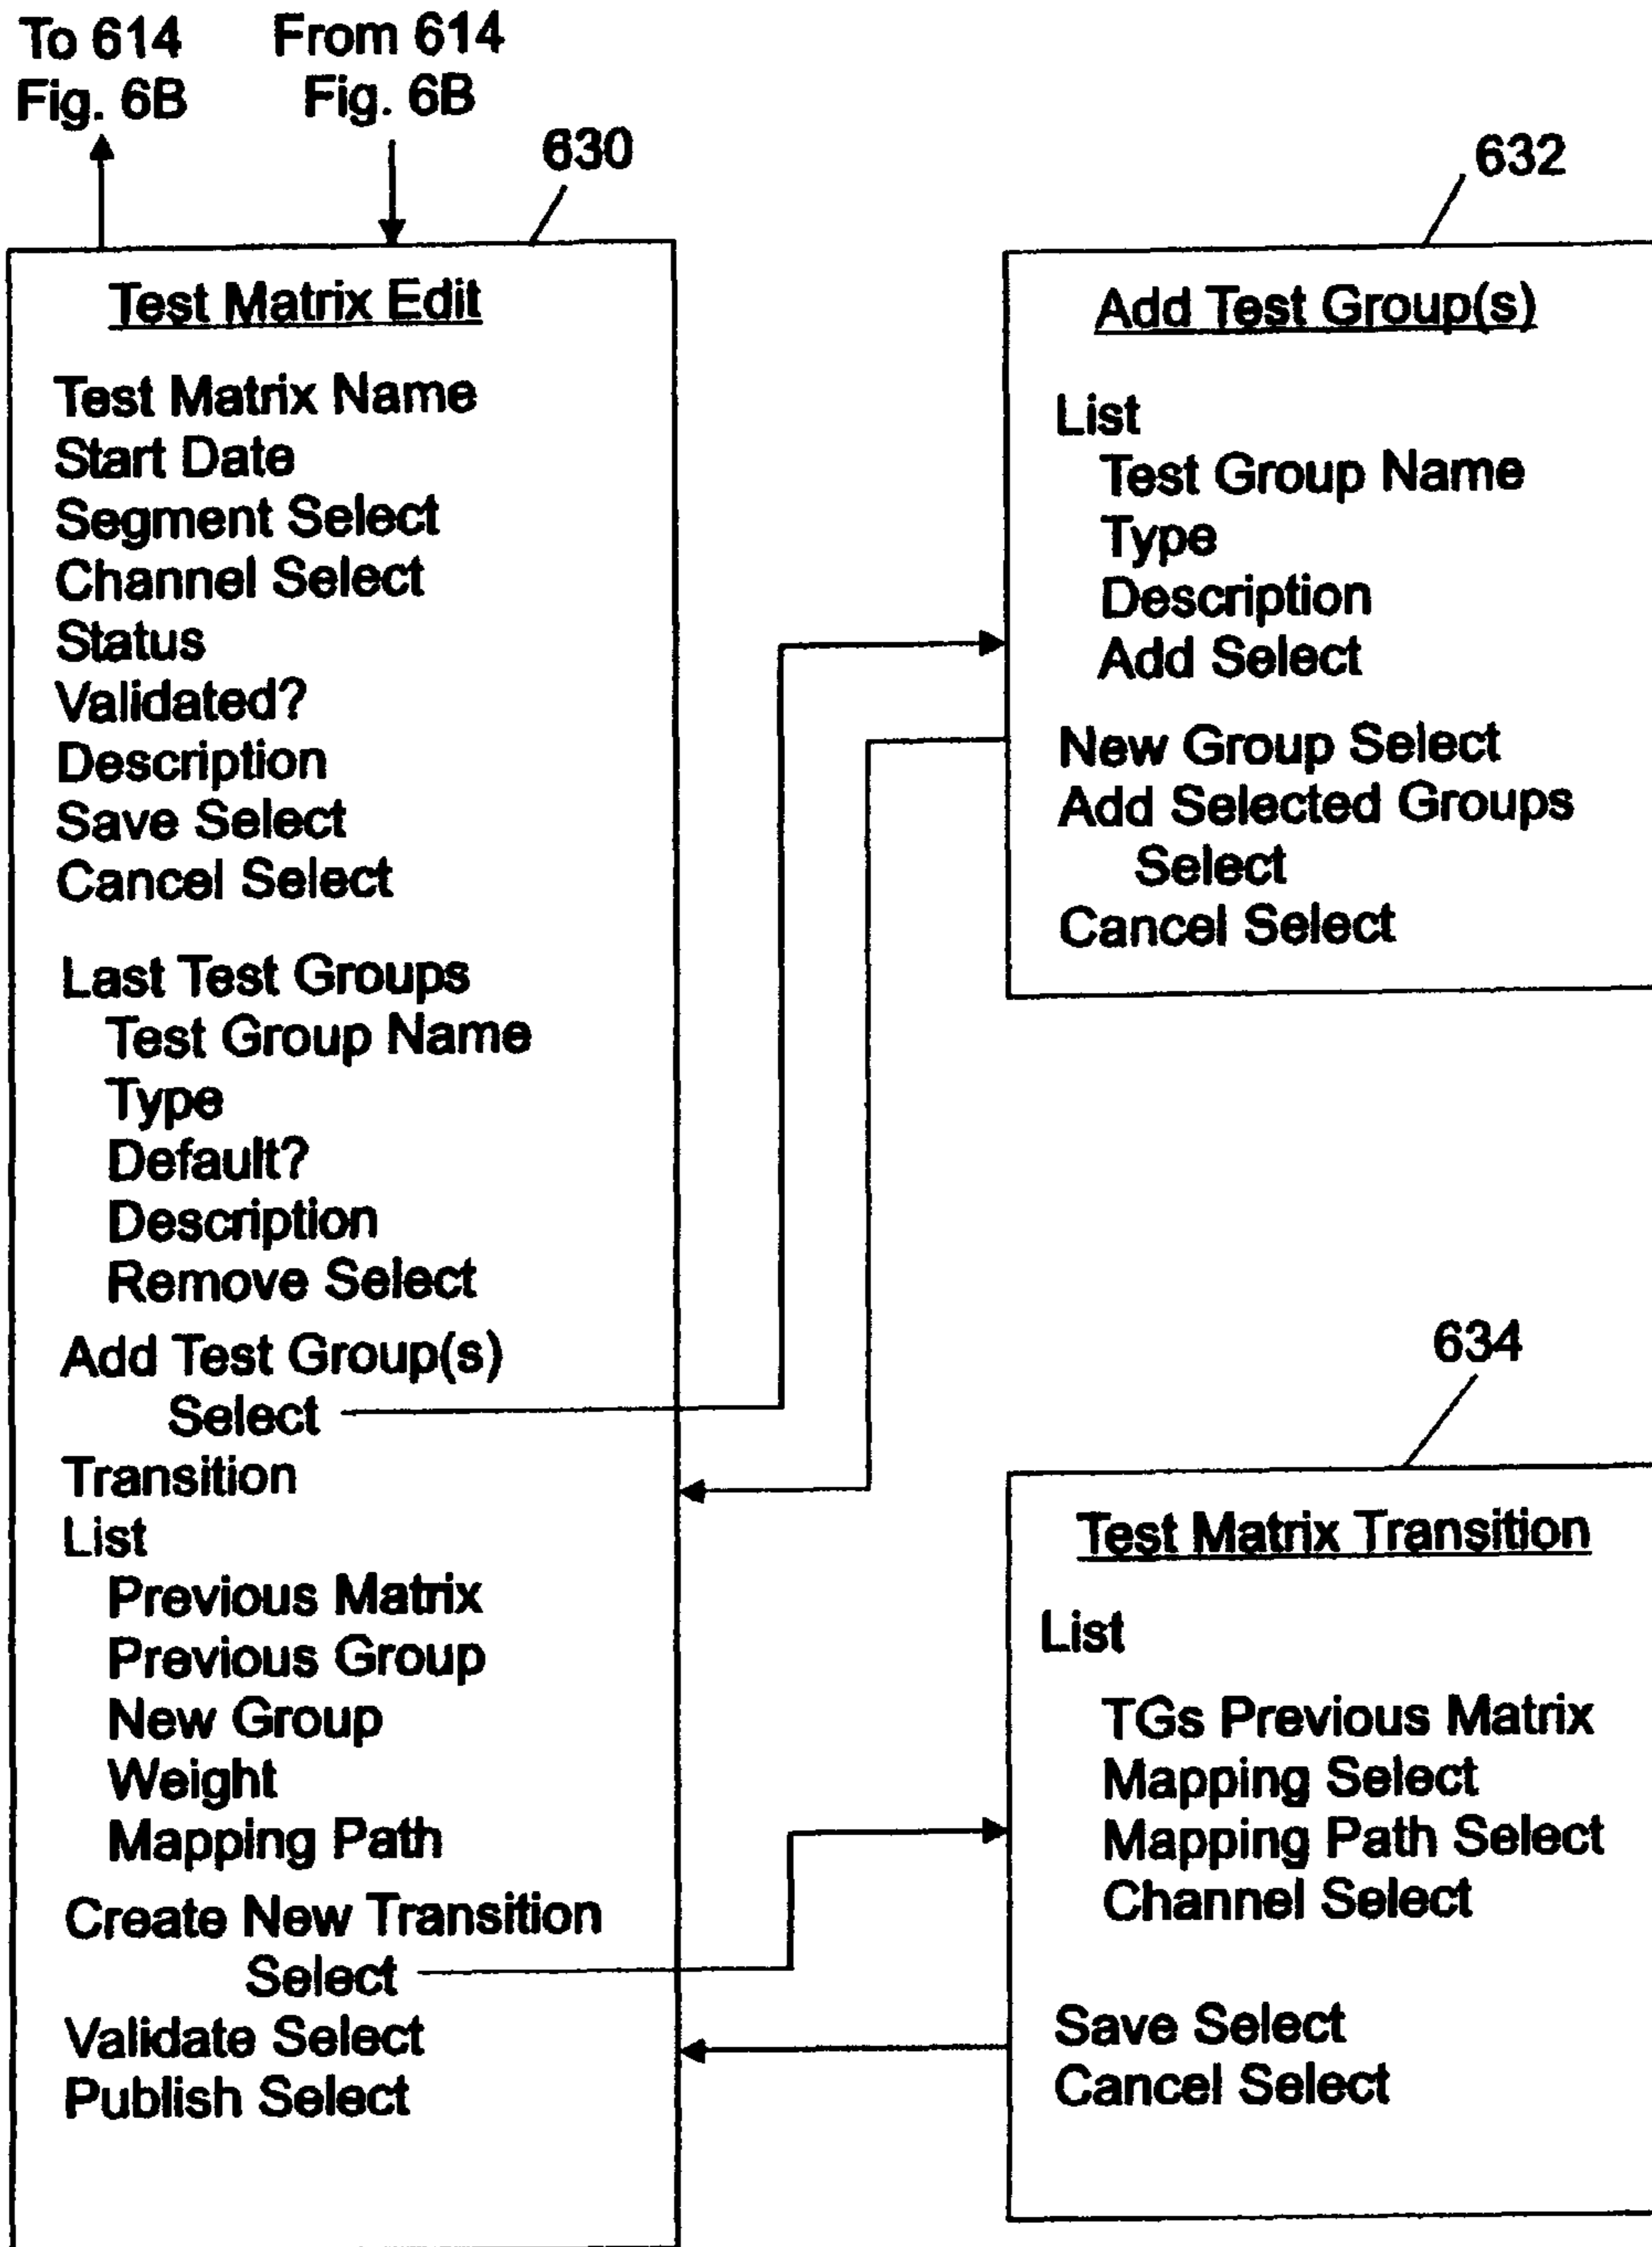 To 614
Fig. 6B
From 614
Fig. 6B
630
Test Matrix Edit
Test Matrix Name
Start Date
Segment Select
Channel Select
Status
Validated?
Description
Save Select
Cancel Select
Last Test Groups
Test Group Name
Type
Default?
Description
Remove Select
Add Test Group(s)
Select
Transition
List
Previous Matrix
Previous Group
New Group
Weight
Mapping Path
Create New Transition
Select
Validate Select
Publish Select
632
Add Test Group(s)
List
Test Group Name
Type
Description
Add Select
New Group Select
Add Selected Groups
Select
Cancel Select
634
Test Matrix Transition
List
TGs Previous Matrix
Mapping Select
Mapping Path Select
Channel Select
Save Select
Cancel Select